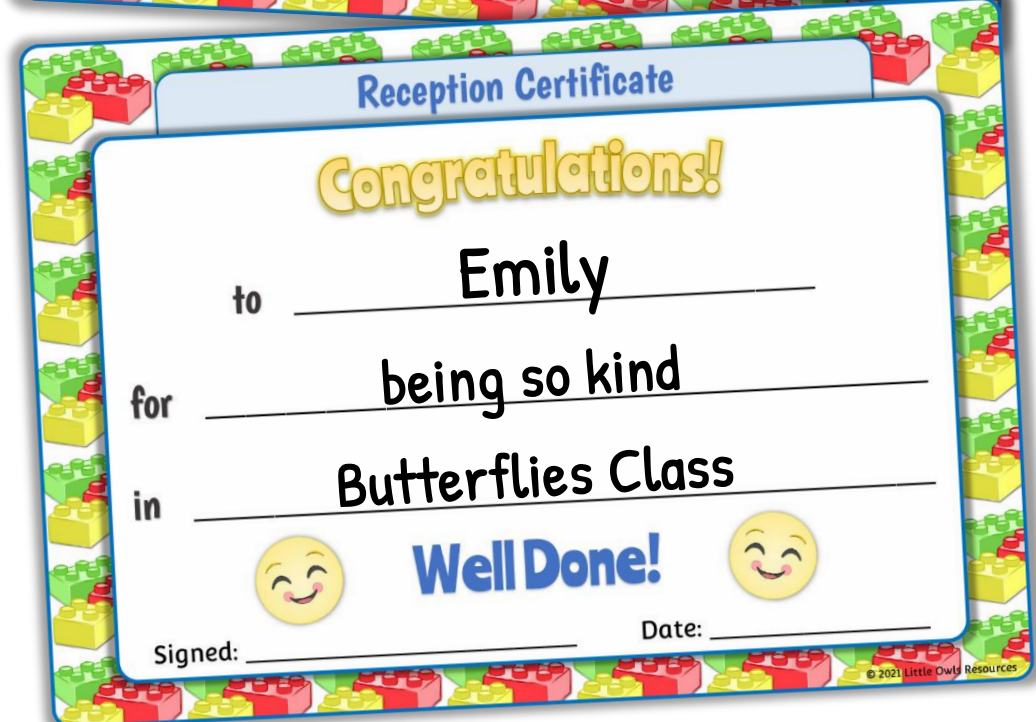 Reception Certificate
Congratulations!
to Emily
for being so kind
in Butterflies Class
Well Done!
Signed: Date:
© 2021 Little Owls Resources